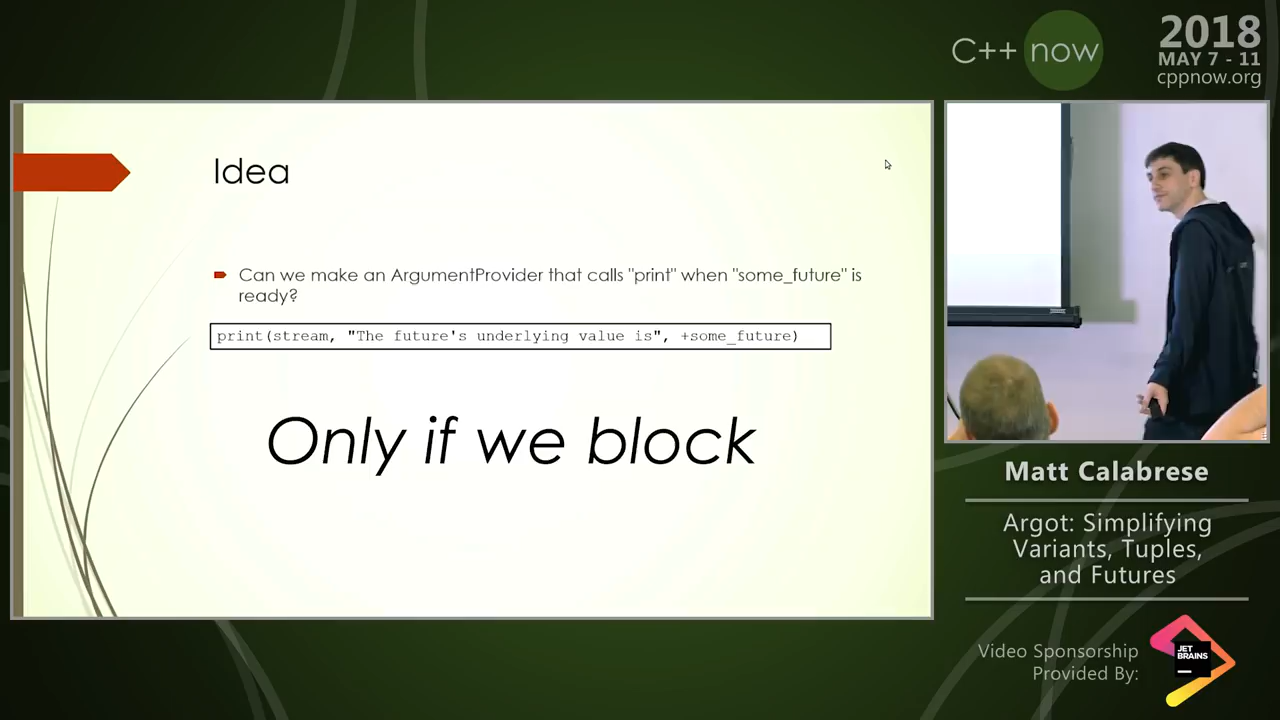 C++ now
2018
MAY 7 - 11
cppnow.org
Idea
Can we make an ArgumentProvider that calls "print" when "some_future" is
ready?
print(stream, "The future's underlying value is", +some_future)
Only if we block
Matt Calabrese
Argot: Simplifying
Variants, Tuples,
and Futures
Video Sponsorship
Provided By:
JET
BRAINS